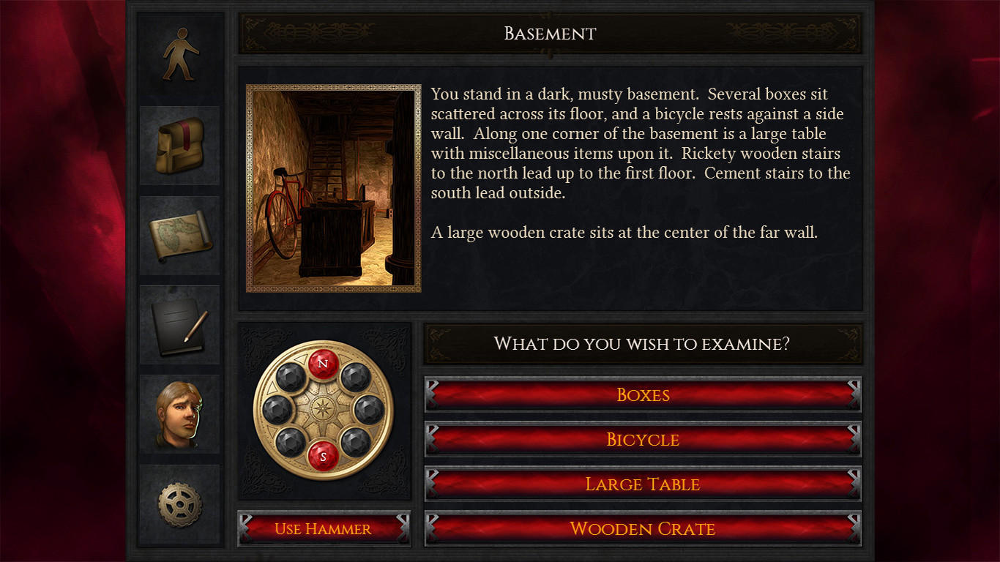 Basement
You stand in a dark, musty basement.  Several boxes sit
scattered across its floor, and a bicycle rests against a side
wall.  Along one corner of the basement is a large table
with miscellaneous items upon it.  Rickety wooden stairs
to the north lead up to the first floor.  Cement stairs to the
south lead outside.
A large wooden crate sits at the center of the far wall.
N
S
Use Hammer
What do you wish to examine?
Boxes
Bicycle
Large Table
Wooden Crate